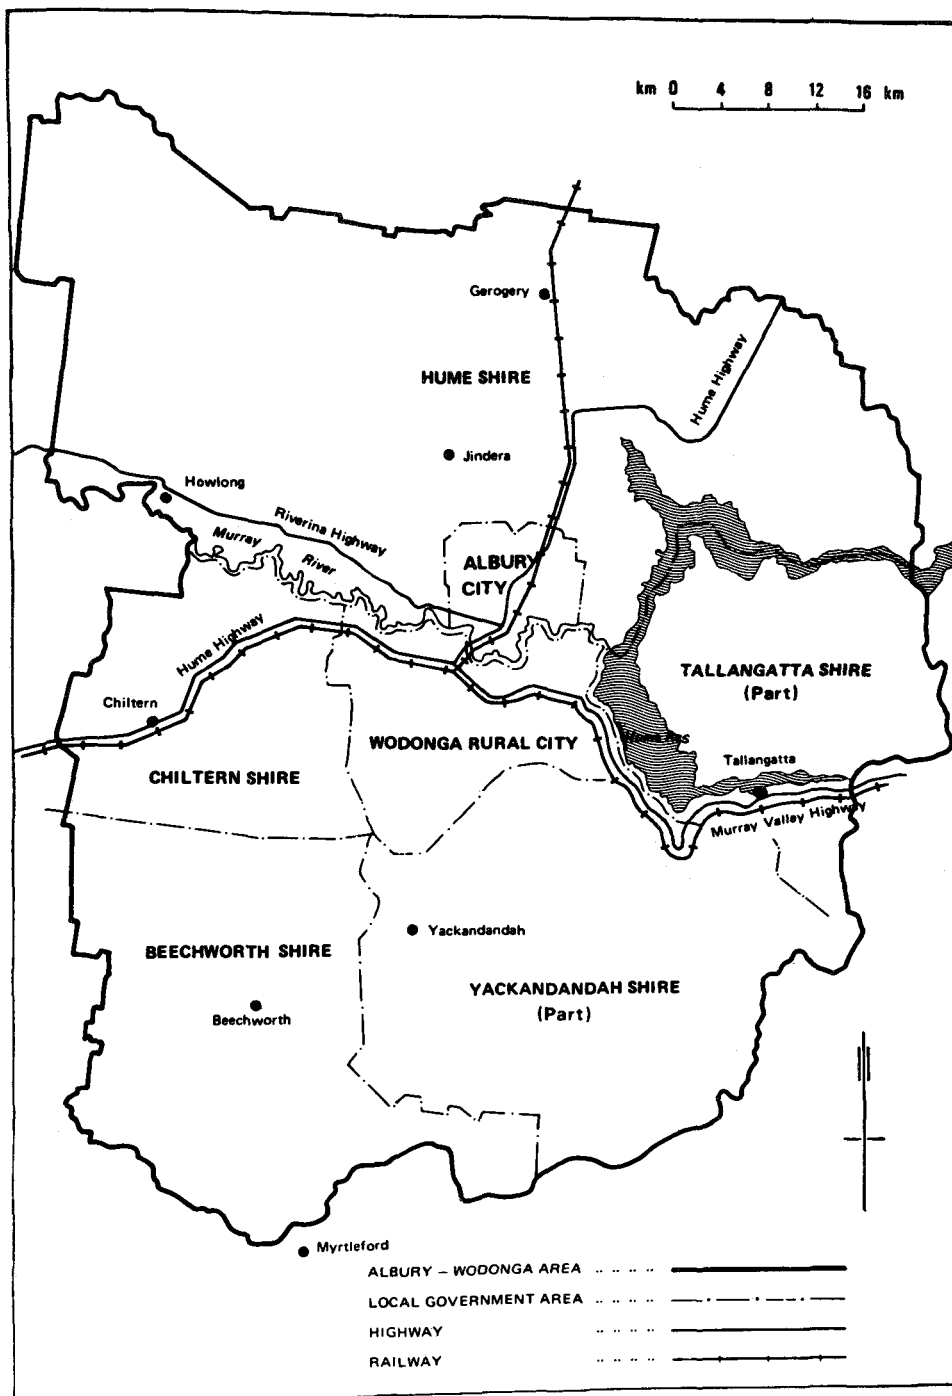 km 0 4 8 12 16 km
Gerogery
Hume Highway
HUME SHIRE
Jindera
Howlong
Riverina Highway
Murray River
ALBURY
CITY
Hume Highway
TALLANGATTA SHIRE
(Part)
Chiltern
WODONGA RURAL CITY
Hume Res
Tallangatta
CHILTERN SHIRE
Murray Valley Highway
Yackandandah
BEECHWORTH SHIRE
YACKANDANDAH SHIRE
(Part)
Beechworth
Myrtleford
ALBURY – WODONGA AREA .. .. .. ..
LOCAL GOVERNMENT AREA .. .. .. ..
HIGHWAY .. .. .. ..
RAILWAY .. .. .. ..